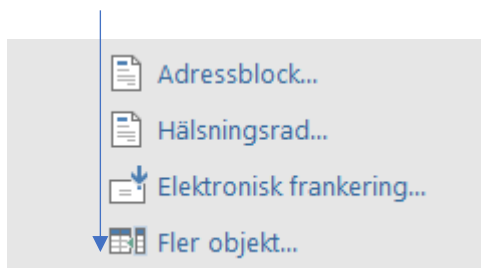 Adressblock...
Hälsningsrad...
Elektronisk frankering...
Fler objekt...